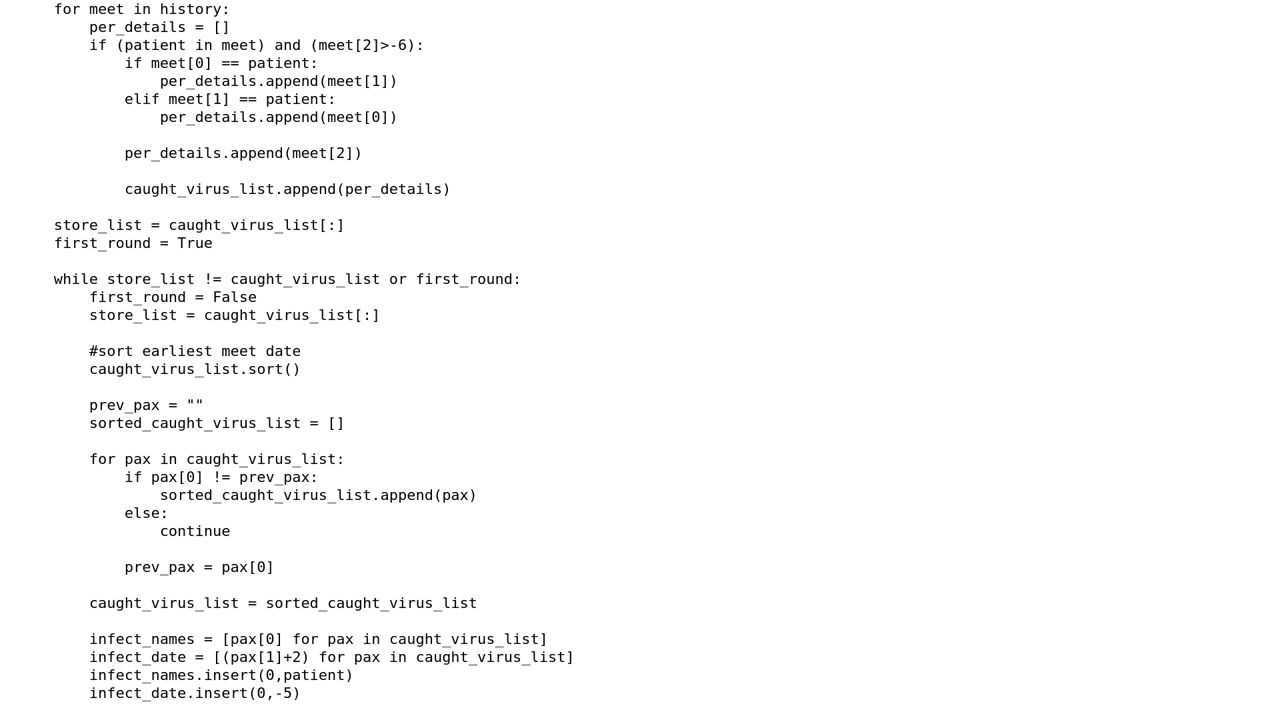 for meet in history:
    per_details = []
    if (patient in meet) and (meet[2]>-6):
        if meet[0] == patient:
            per_details.append(meet[1])
        elif meet[1] == patient:
            per_details.append(meet[0])

        per_details.append(meet[2])

        caught_virus_list.append(per_details)

store_list = caught_virus_list[:]
first_round = True

while store_list != caught_virus_list or first_round:
    first_round = False
    store_list = caught_virus_list[:]

    #sort earliest meet date
    caught_virus_list.sort()

    prev_pax = ""
    sorted_caught_virus_list = []

    for pax in caught_virus_list:
        if pax[0] != prev_pax:
            sorted_caught_virus_list.append(pax)
        else:
            continue

        prev_pax = pax[0]

    caught_virus_list = sorted_caught_virus_list

    infect_names = [pax[0] for pax in caught_virus_list]
    infect_date = [(pax[1]+2) for pax in caught_virus_list]
    infect_names.insert(0,patient)
    infect_date.insert(0,-5)